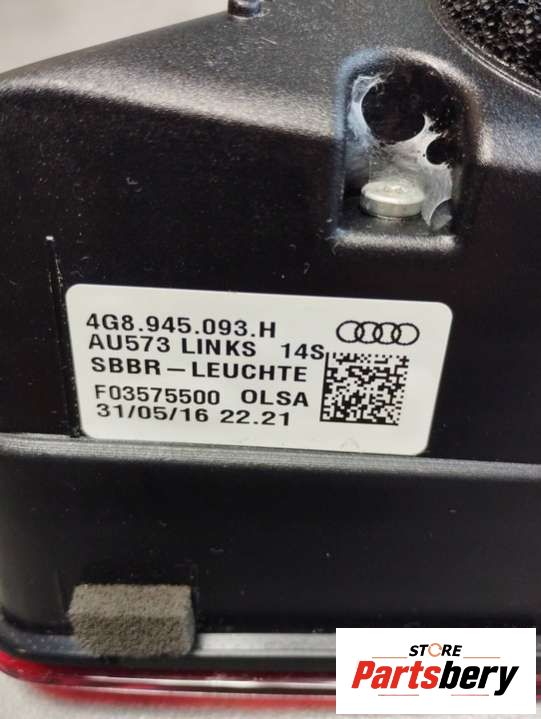 4G8.945.093.H
AU573 LINKS 14S
SBBR-LEUCHTE
F03575500 OLSA
31/05/16 22.21
STORE
Partsbery